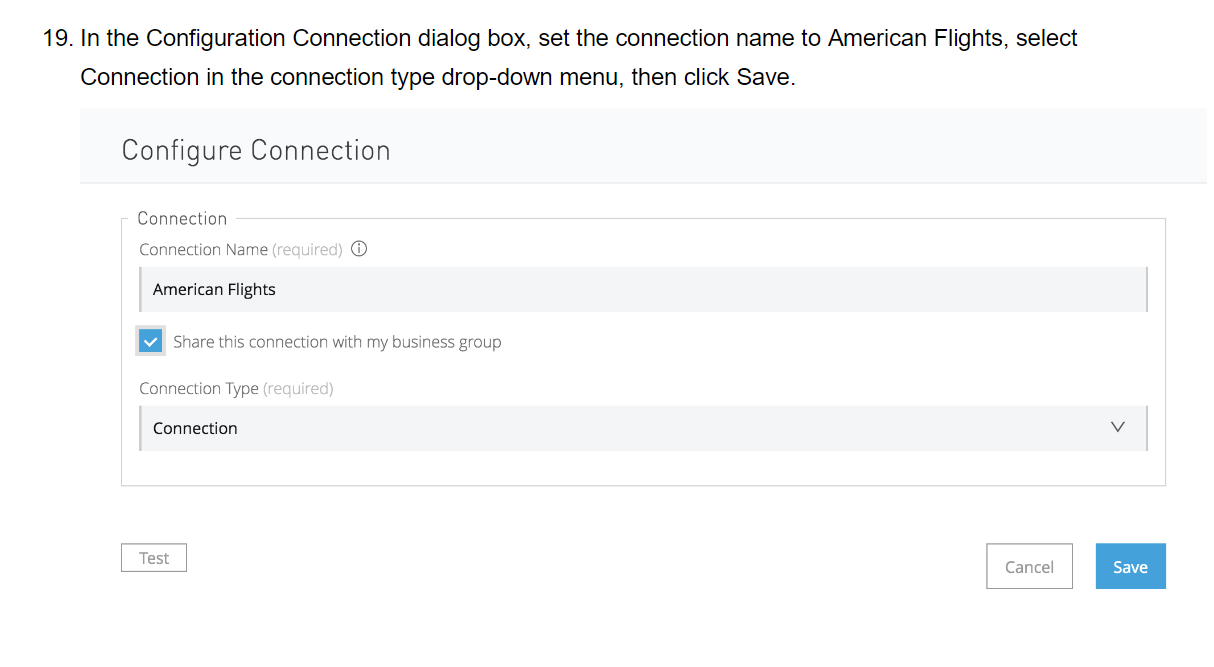 19. In the Configuration Connection dialog box, set the connection name to American Flights, select
Connection in the connection type drop-down menu, then click Save.
Configure Connection
Connection
Connection Name (required)
American Flights
Share this connection with my business group
Connection Type (required)
Connection
Test
Cancel
Save